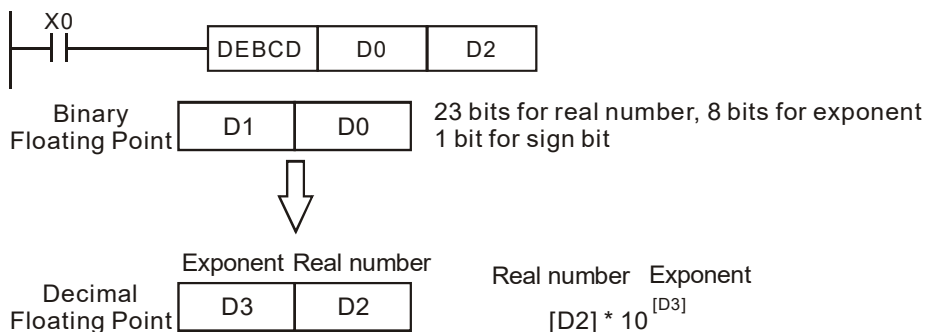 X0
DEBCD D0 D2
Binary
Floating Point
D1 D0
23 bits for real number, 8 bits for exponent
1 bit for sign bit
Exponent Real number
Decimal
Floating Point
D3 D2
Real number Exponent
[D2] * 10 [D3]